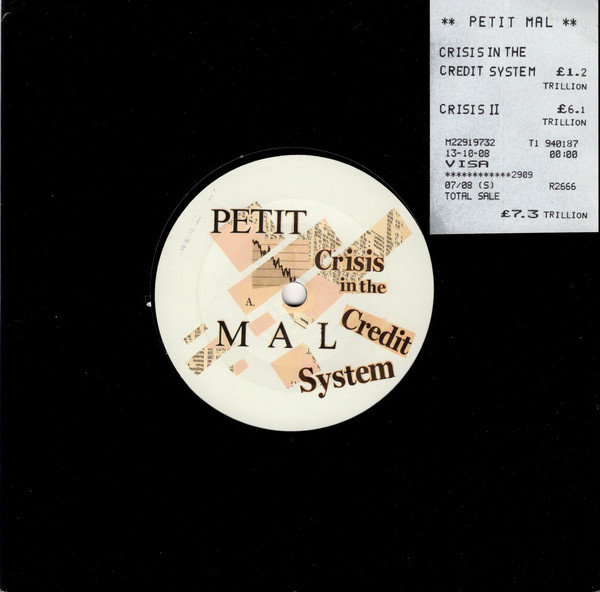 ** PETIT MAL **
CRISIS IN THE
CREDIT SYSTEM £1.2
TRILLION
CRISIS II £6.1
TRILLION
M22919732 T1 940187
13-10-08 00:00
VISA
************2909
07/08 (S) R2666
TOTAL SALE
£7.3 TRILLION
PETIT
Crisis
in the
A.
MAL
Credit
System